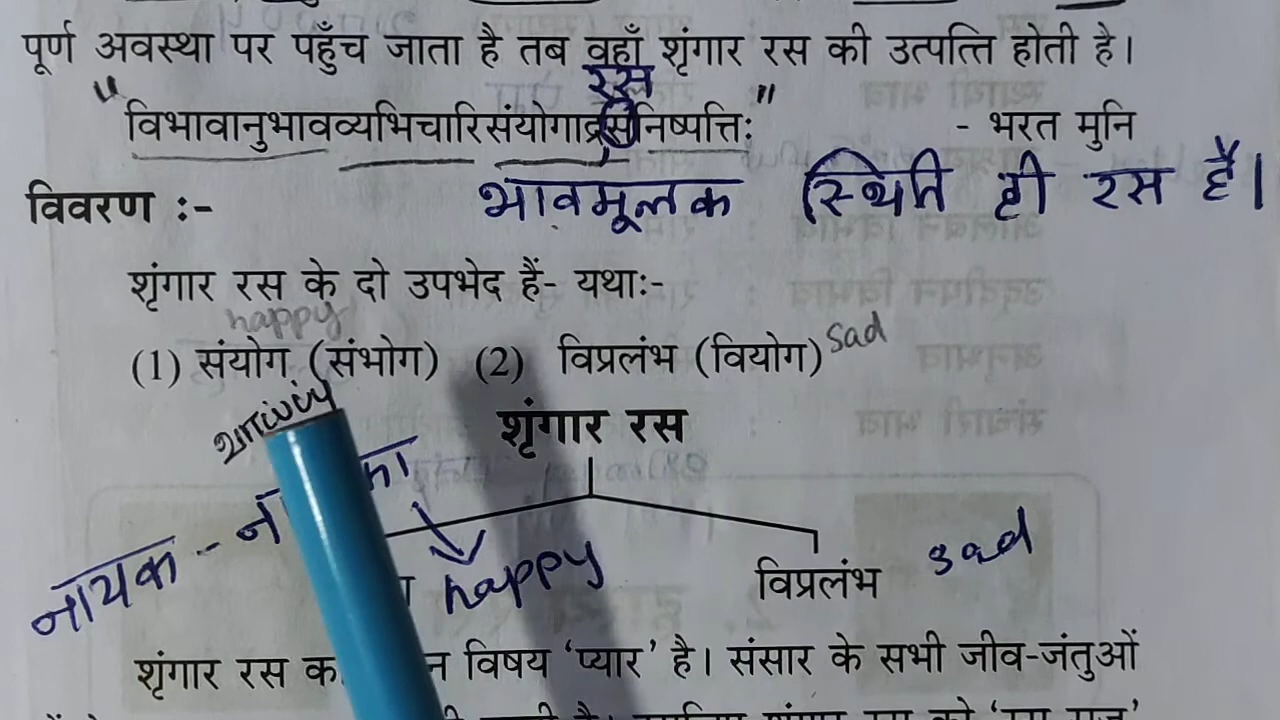 पूर्ण अवस्था पर पहुँच जाता है तब वहाँ शृंगार रस की उत्पत्ति होती है।
रस
"विभावानुभावव्यभिचारिसंयोगाद्रसनिष्पत्तिः" - भरत मुनि
विवरण :- भावमूलक स्थिति ही रस है।
शृंगार रस के दो उपभेद हैं- यथाः-
happy
(1) संयोग (संभोग) (2) विप्रलंभ (वियोग) sad
शृंगार रस
नायक -
happy विप्रलंभ sad
शृंगार रस विषय ‘प्यार’ है। संसार के सभी जीव-जंतुओं